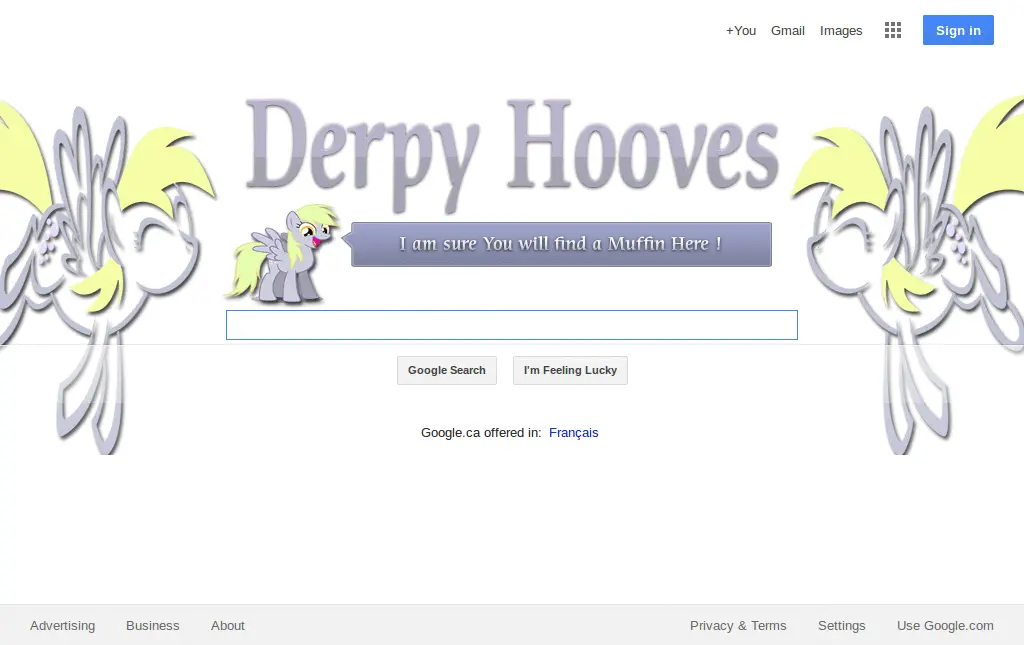 +You Gmail Images Sign in
Derpy Hooves
I am sure You will find a Muffin Here !
Google Search I'm Feeling Lucky
Google.ca offered in: Français
Advertising Business About Privacy & Terms Settings Use Google.com